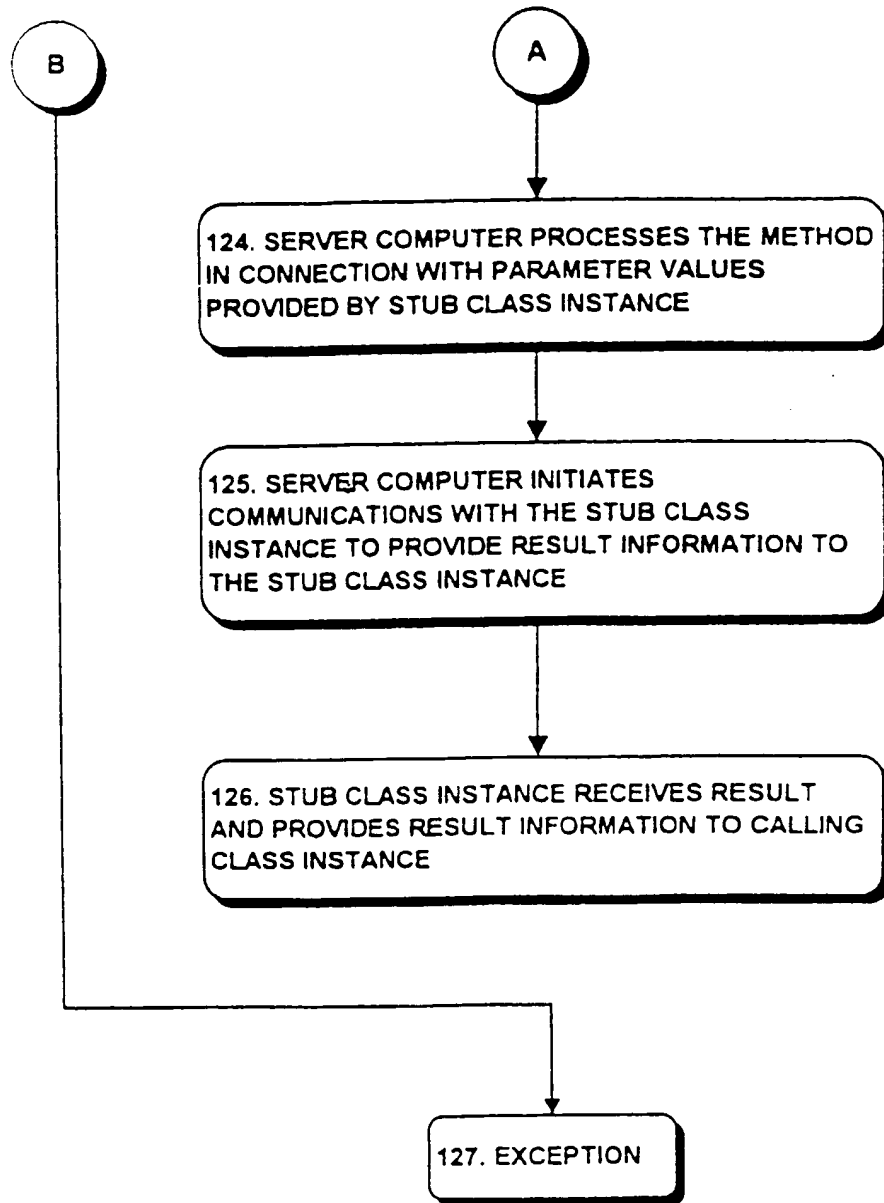 B
A
124. SERVER COMPUTER PROCESSES THE METHOD
IN CONNECTION WITH PARAMETER VALUES
PROVIDED BY STUB CLASS INSTANCE
125. SERVER COMPUTER INITIATES
COMMUNICATIONS WITH THE STUB CLASS
INSTANCE TO PROVIDE RESULT INFORMATION TO
THE STUB CLASS INSTANCE
126. STUB CLASS INSTANCE RECEIVES RESULT
AND PROVIDES RESULT INFORMATION TO CALLING
CLASS INSTANCE
127. EXCEPTION